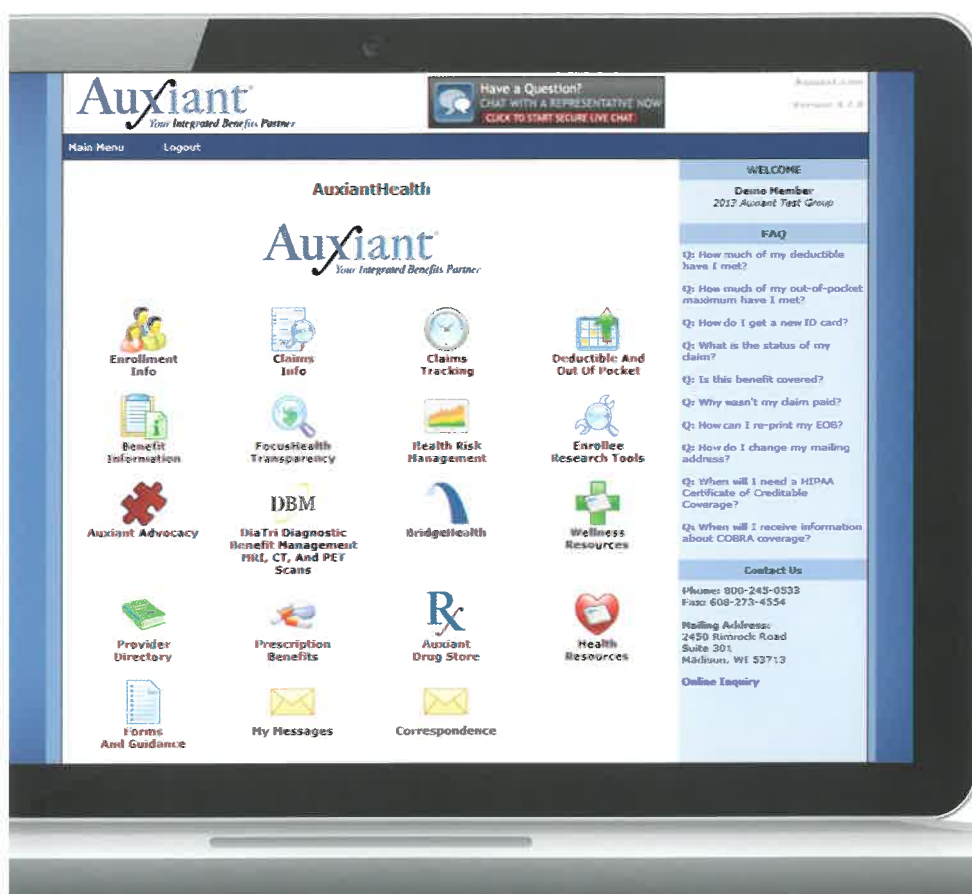 Auxiant
Your Integrated Benefits Partner
Have a Question?
CHAT WITH A REPRESENTATIVE NOW
CLICK TO START SECURE LIVE CHAT
Auxiant.com
Main Menu
Logout
AuxiantHealth
Auxiant
Your Integrated Benefits Partner
Enrollment
Info
Claims
Info
Claims
Tracking
Deductible And
Out Of Pocket
Benefit
Information
FocusHealth
Transparency
Health Risk
Management
Enrollee
Research Tools
Auxiant Advocacy
DBM
DiaTri Diagnostic
Benefit Management
MRI, CT, And PET
Scans
BridgeHealth
Wellness
Resources
Provider
Directory
Prescription
Benefits
Rx
Auxiant
Drug Store
Health
Resources
Forms
And Guidance
My Messages
Correspondence
WELCOME
Demo Member
2013 Auxiant Test Group
FAQ
Q: How much of my deductible
have I met?
Q: How much of my out-of-pocket
maximum have I met?
Q: How do I get a new ID card?
Q: What is the status of my
claim?
Q: Is this benefit covered?
Q: Why wasn't my claim paid?
Q: How can I re-print my EOB?
Q: How do I change my mailing
address?
Q: When will I need a HIPAA
Certificate of Creditable
Coverage?
Q: When will I receive information
about COBRA coverage?
Contact Us
Phone: 800-245-0533
Fax: 608-273-4554
Mailing Address:
2450 Rimrock Road
Suite 301
Madison, WI 53713
Online Inquiry